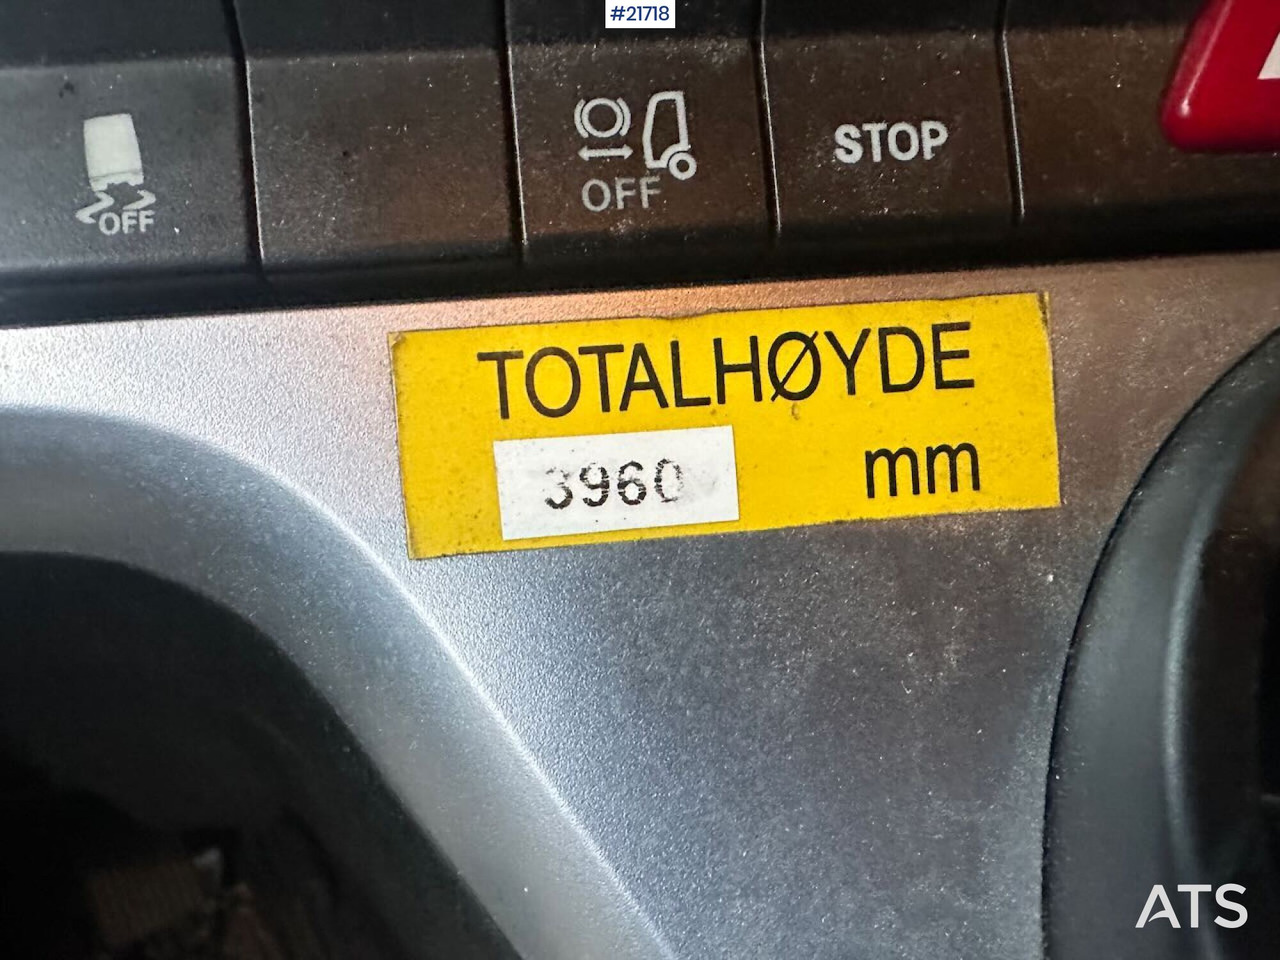 #21718
OFF
OFF
STOP
TOTALHØYDE
3960 mm
ATS